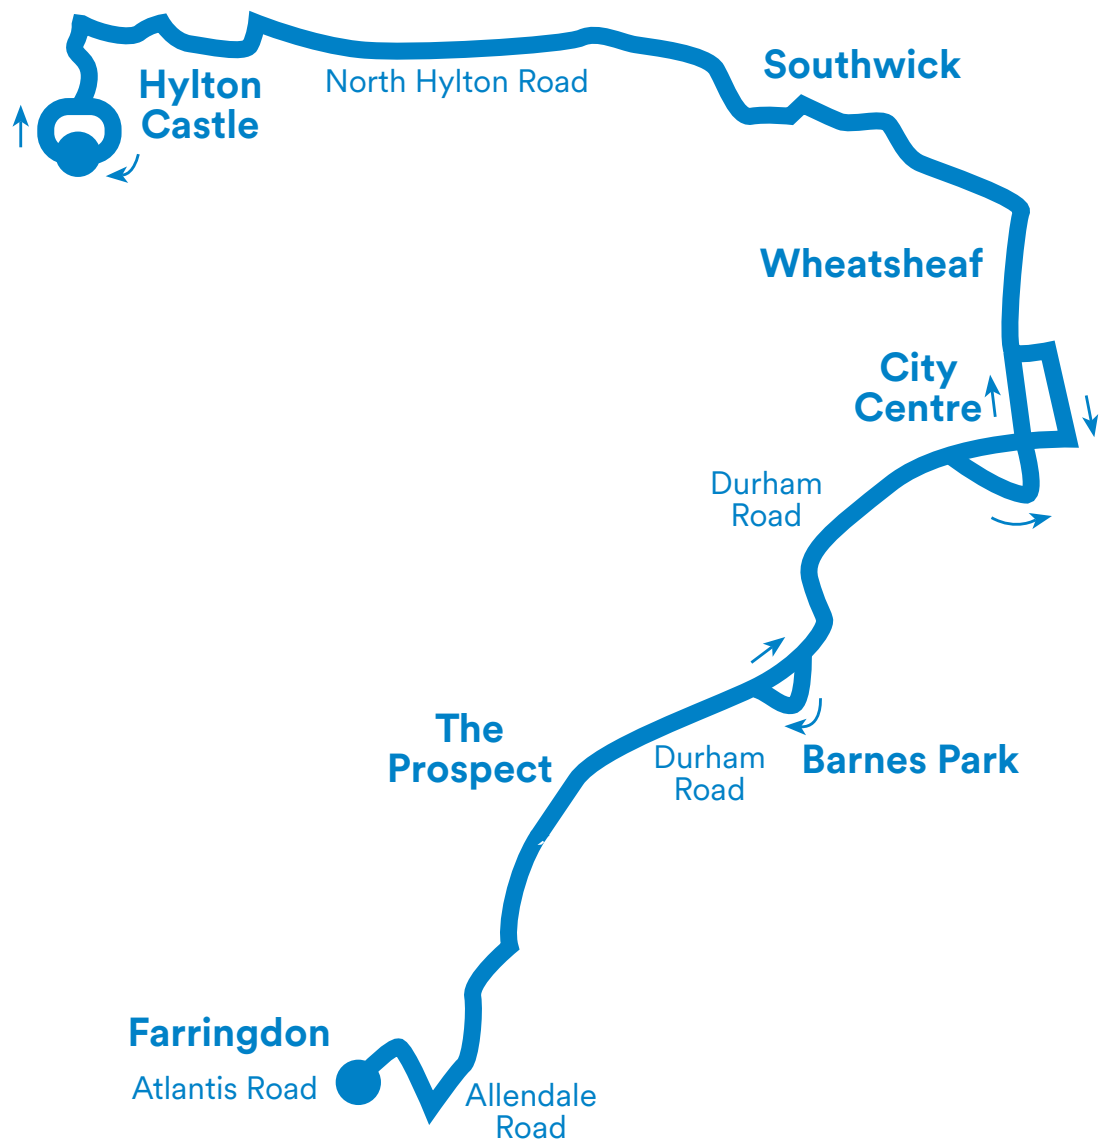 Hylton
Castle
North Hylton Road
Southwick
Wheatsheaf
City
Centre
Durham
Road
The
Prospect
Durham
Road
Barnes Park
Farringdon
Atlantis Road
Allendale
Road